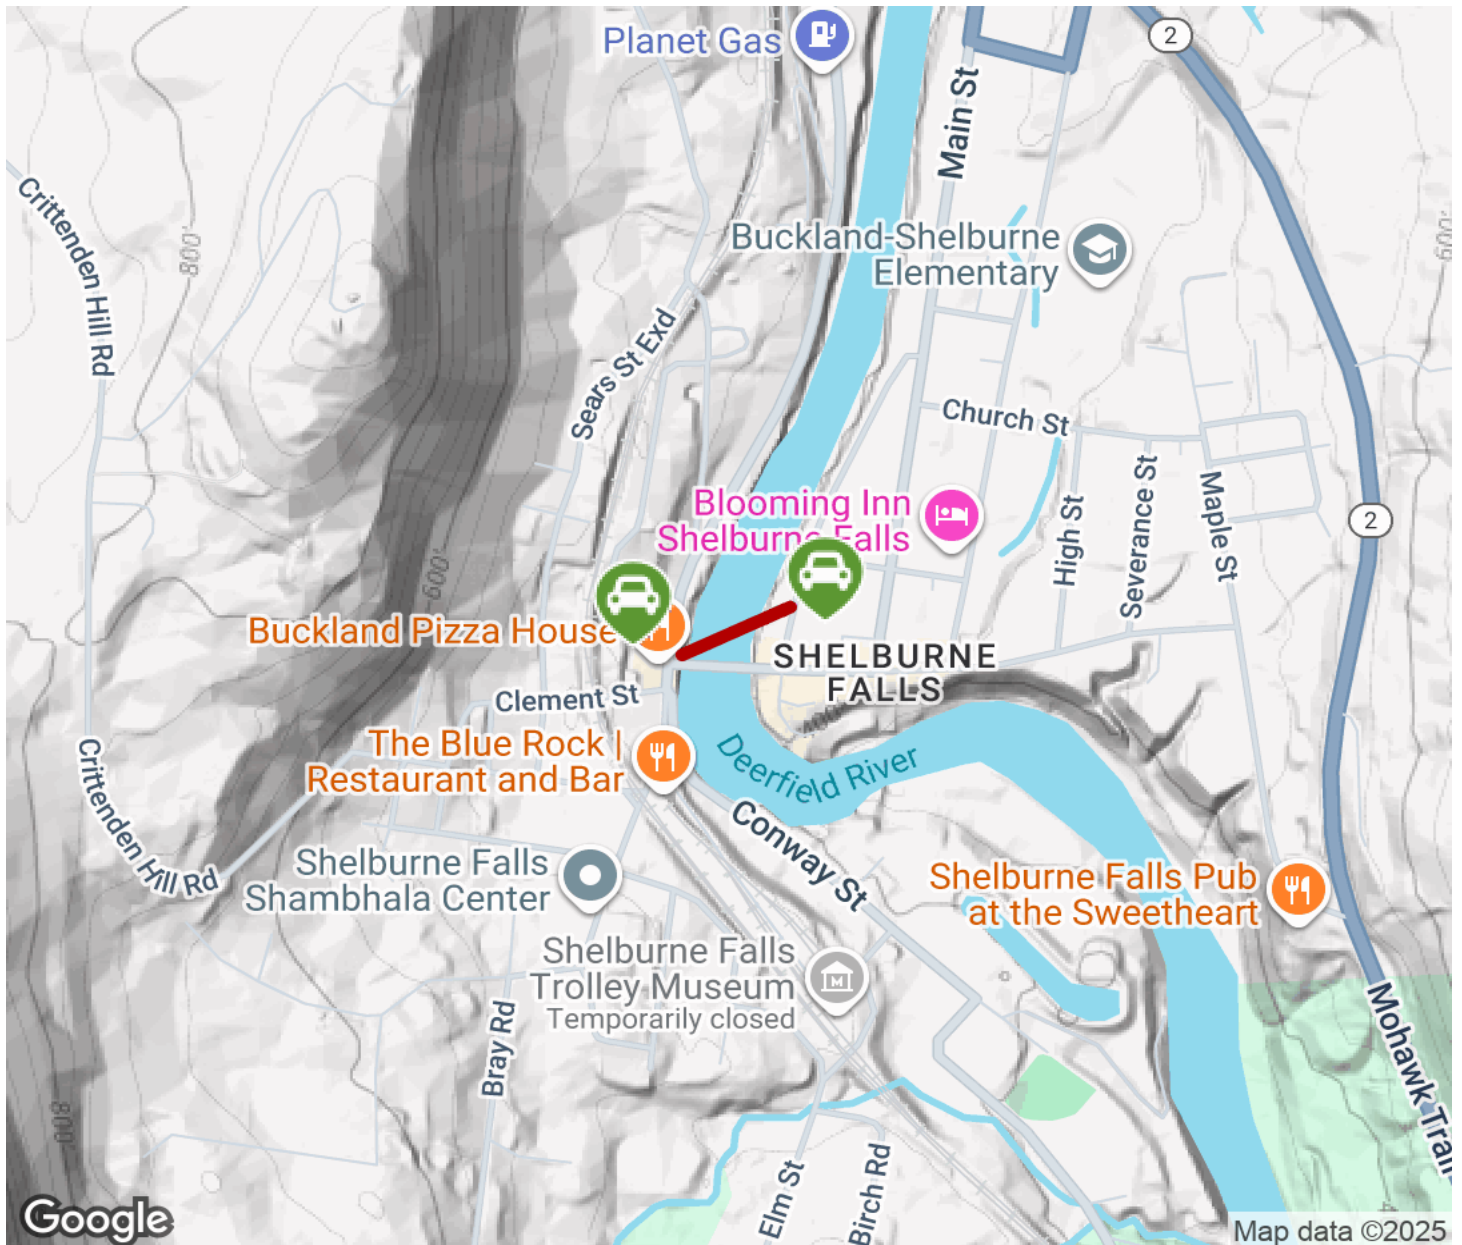 Planet Gas
2
Main St
Crittenden Hill Rd
800
600
Buckland-Shelburne
Elementary
Sears St Exd
Church St
Blooming Inn
Shelburne Falls
High St
Severance St
Maple St
2
600
Buckland Pizza House
SHELBURNE
FALLS
Clement St
The Blue Rock |
Restaurant and Bar
Deerfield River
Crittenden Hill Rd
Conway St
Shelburne Falls
Shambhala Center
Shelburne Falls Pub
at the Sweetheart
Shelburne Falls
Trolley Museum
Temporarily closed
Bray Rd
Mohawk Trail
800
Elm St
Birch Rd
Google
Map data ©2025